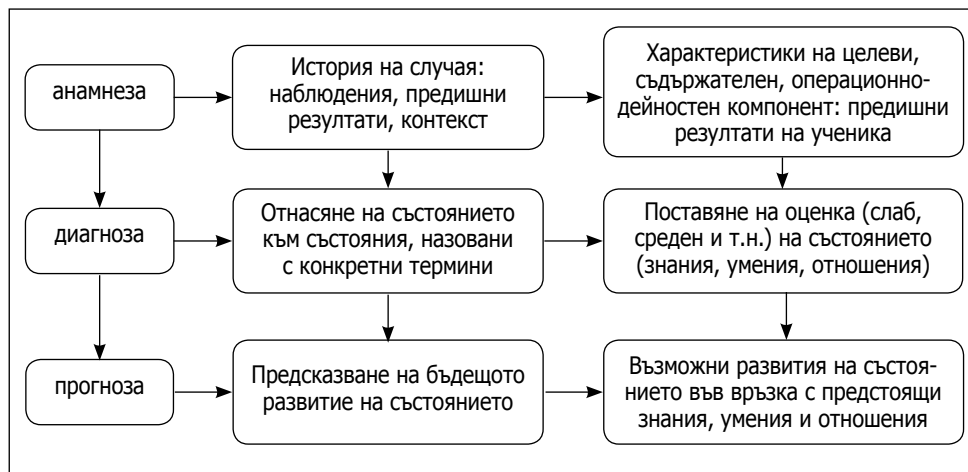 анамнеза
История на случая:
наблюдения, предишни
резултати, контекст
Характеристики на целеви,
съдържателен, операционно-
дейностен компонент: предишни
резултати на ученика
диагноза
Отнасяне на състоянието
към състояния, назовани
с конкретни термини
Поставяне на оценка (слаб,
среден и т.н.) на състоянието
(знания, умения, отношения)
прогноза
Предсказване на бъдещото
развитие на състоянието
Възможни развития на състоя-
нието във връзка с предстоящи
знания, умения и отношения